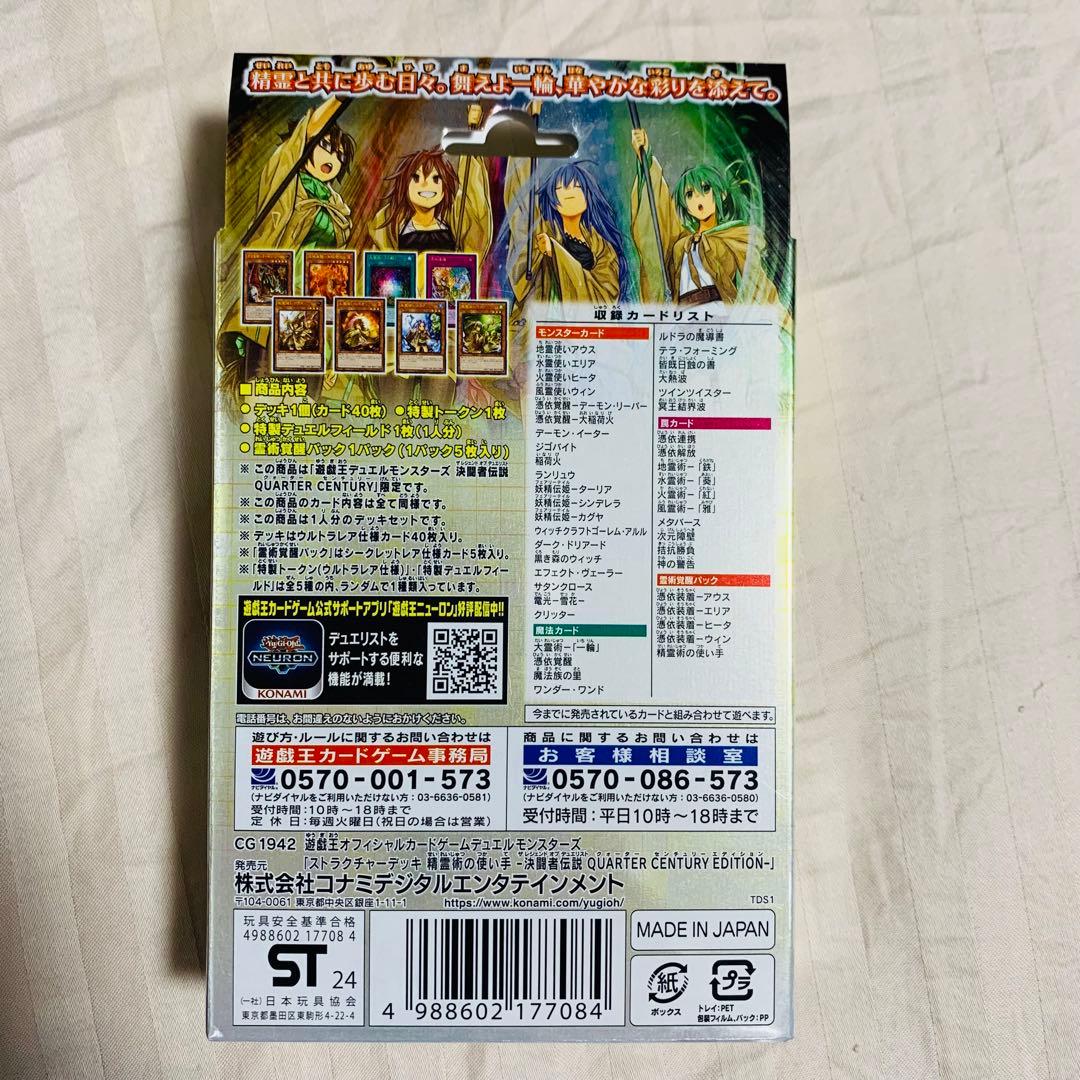 精霊と共に歩む日々。舞えよ一輪、華やかな彩りを添えて。
■商品内容
●デッキ1個(カード40枚) ●特製トークン1枚
●特製デュエルフィールド1枚(1人分)
●霊術覚醒パック1パック(1パック5枚入り)
※この商品は「遊戯王デュエルモンスターズ 決闘者伝説
QUARTER CENTURY」限定です。
※この商品のカード内容は全て同様です。
※この商品は1人分のデッキセットです。
※デッキはウルトラレア仕様カード40枚入り。
※「霊術覚醒パック」はシークレットレア仕様カード5枚入り。
※「特製トークン(ウルトラレア仕様)」・「特製デュエルフィー
ルド」は全5種の内、ランダムで1種類入っています。
遊戯王カードゲーム公式サポートアプリ「遊戯王ニューロン」好評配信中!!
Yu-Gi-Oh!
NEURON
KONAMI
デュエリストを
サポートする便利な
機能が満載!
収録カードリスト
モンスターカード
地霊使いアウス
水霊使いエリア
火霊使いヒータ
風霊使いウィン
憑依覚醒-デーモン・リーパー
憑依覚醒-大稲荷火
デーモン・イーター
ジゴバイト
稲荷火
ランリュウ
妖精伝姫-ターリア
妖精伝姫-シンデレラ
妖精伝姫-カグヤ
ウィッチクラフトゴーレム・アルル
ダーク・ドリアード
黒き森のウィッチ
エフェクト・ヴェーラー
サタンクロース
電光-雪花-
クリッター
魔法カード
大霊術-「一輪」
憑依覚醒
魔法族の里
ワンダー・ワンド
ルドラの魔導書
テラ・フォーミング
皆既日蝕の書
大熱波
ツインツイスター
冥王結界波
罠カード
憑依連携
憑依解放
地霊術-「鉄」
水霊術-「葵」
火霊術-「紅」
風霊術-「雅」
メタバース
次元障壁
拮抗勝負
神の警告
霊術覚醒パック
憑依装着-アウス
憑依装着-エリア
憑依装着-ヒータ
憑依装着-ウィン
精霊術の使い手
今までに発売されているカードと組み合わせて遊べます。
電話番号は、お間違えのないようにおかけください。
遊び方・ルールに関するお問い合わせは
遊戯王カードゲーム事務局
ナビダイヤル 0570-001-573
(ナビダイヤルをご利用いただけない方:03-6636-0581)
受付時間:10時~18時まで
定休日:毎週火曜日(祝日の場合は営業)
商品に関するお問い合わせは
お客様相談室
ナビダイヤル 0570-086-573
(ナビダイヤルをご利用いただけない方:03-6636-0580)
受付時間:平日10時~18時まで
CG1942 遊戯王オフィシャルカードゲームデュエルモンスターズ
「ストラクチャーデッキ 精霊術の使い手 -決闘者伝説 QUARTER CENTURY EDITION-」
発売元
株式会社コナミデジタルエンタテインメント
〒104-0061 東京都中央区銀座1-11-1 https://www.konami.com/yugioh/
TDS1
玩具安全基準合格
4988602 17708 4
ST 24
(一社)日本玩具協会
東京都墨田区東駒形4-22-4
4 988602 177084
MADE IN JAPAN
紙
ボックス
プラ
トレイ:PET
包装フィルム、パック:PP